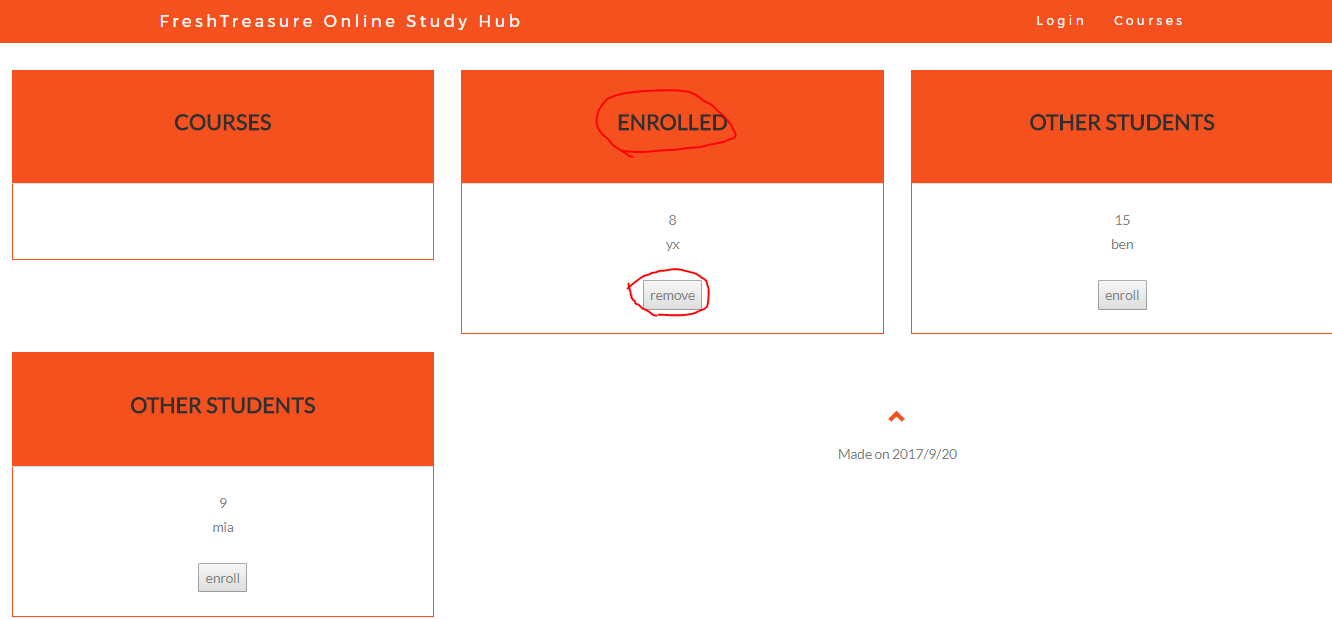 FreshTreasure Online Study Hub
Login Courses
COURSES
ENROLLED
8
yx
remove
OTHER STUDENTS
15
ben
enroll
OTHER STUDENTS
9
mia
enroll
Made on 2017/9/20